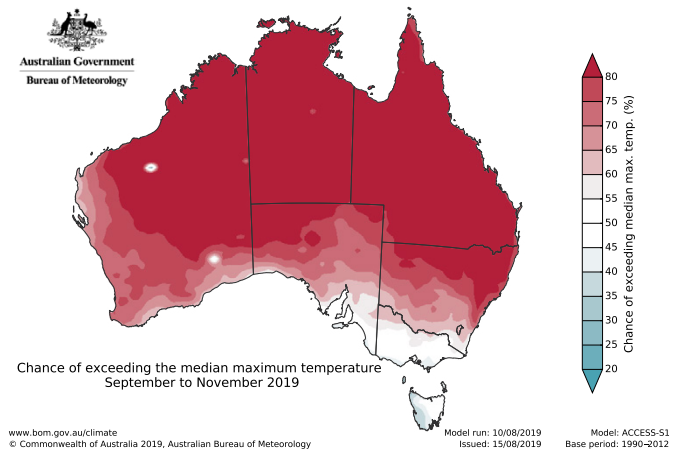 Australian Government
Bureau of Meteorology
80
75
70
65
60
55
50
45
40
35
30
25
20
Chance of exceeding median max. temp. (%)
Chance of exceeding the median maximum temperature
September to November 2019
www.bom.gov.au/climate
© Commonwealth of Australia 2019, Australian Bureau of Meteorology
Model run: 10/08/2019
Issued: 15/08/2019
Model: ACCESS-S1
Base period: 1990–2012